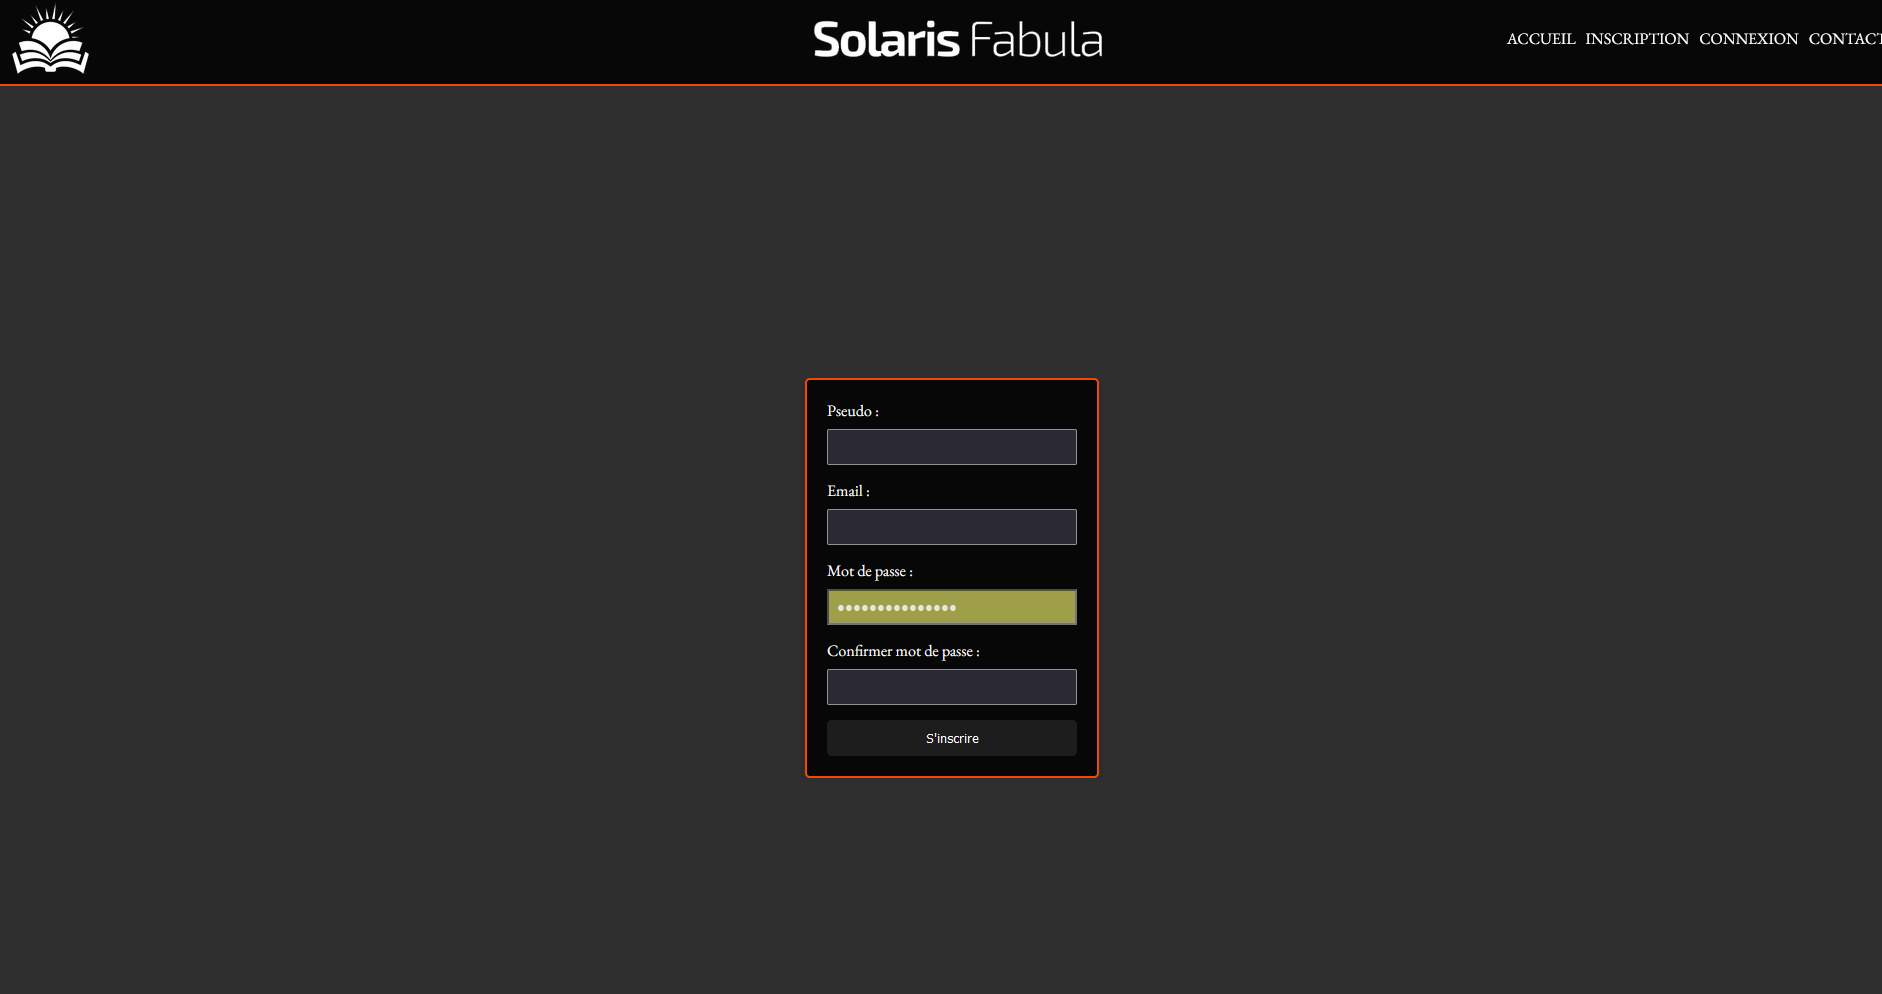 Solaris Fabula
ACCUEIL INSCRIPTION CONNEXION CONTACT
Pseudo :
Email :
Mot de passe :
•••••••••••••••
Confirmer mot de passe :
S'inscrire